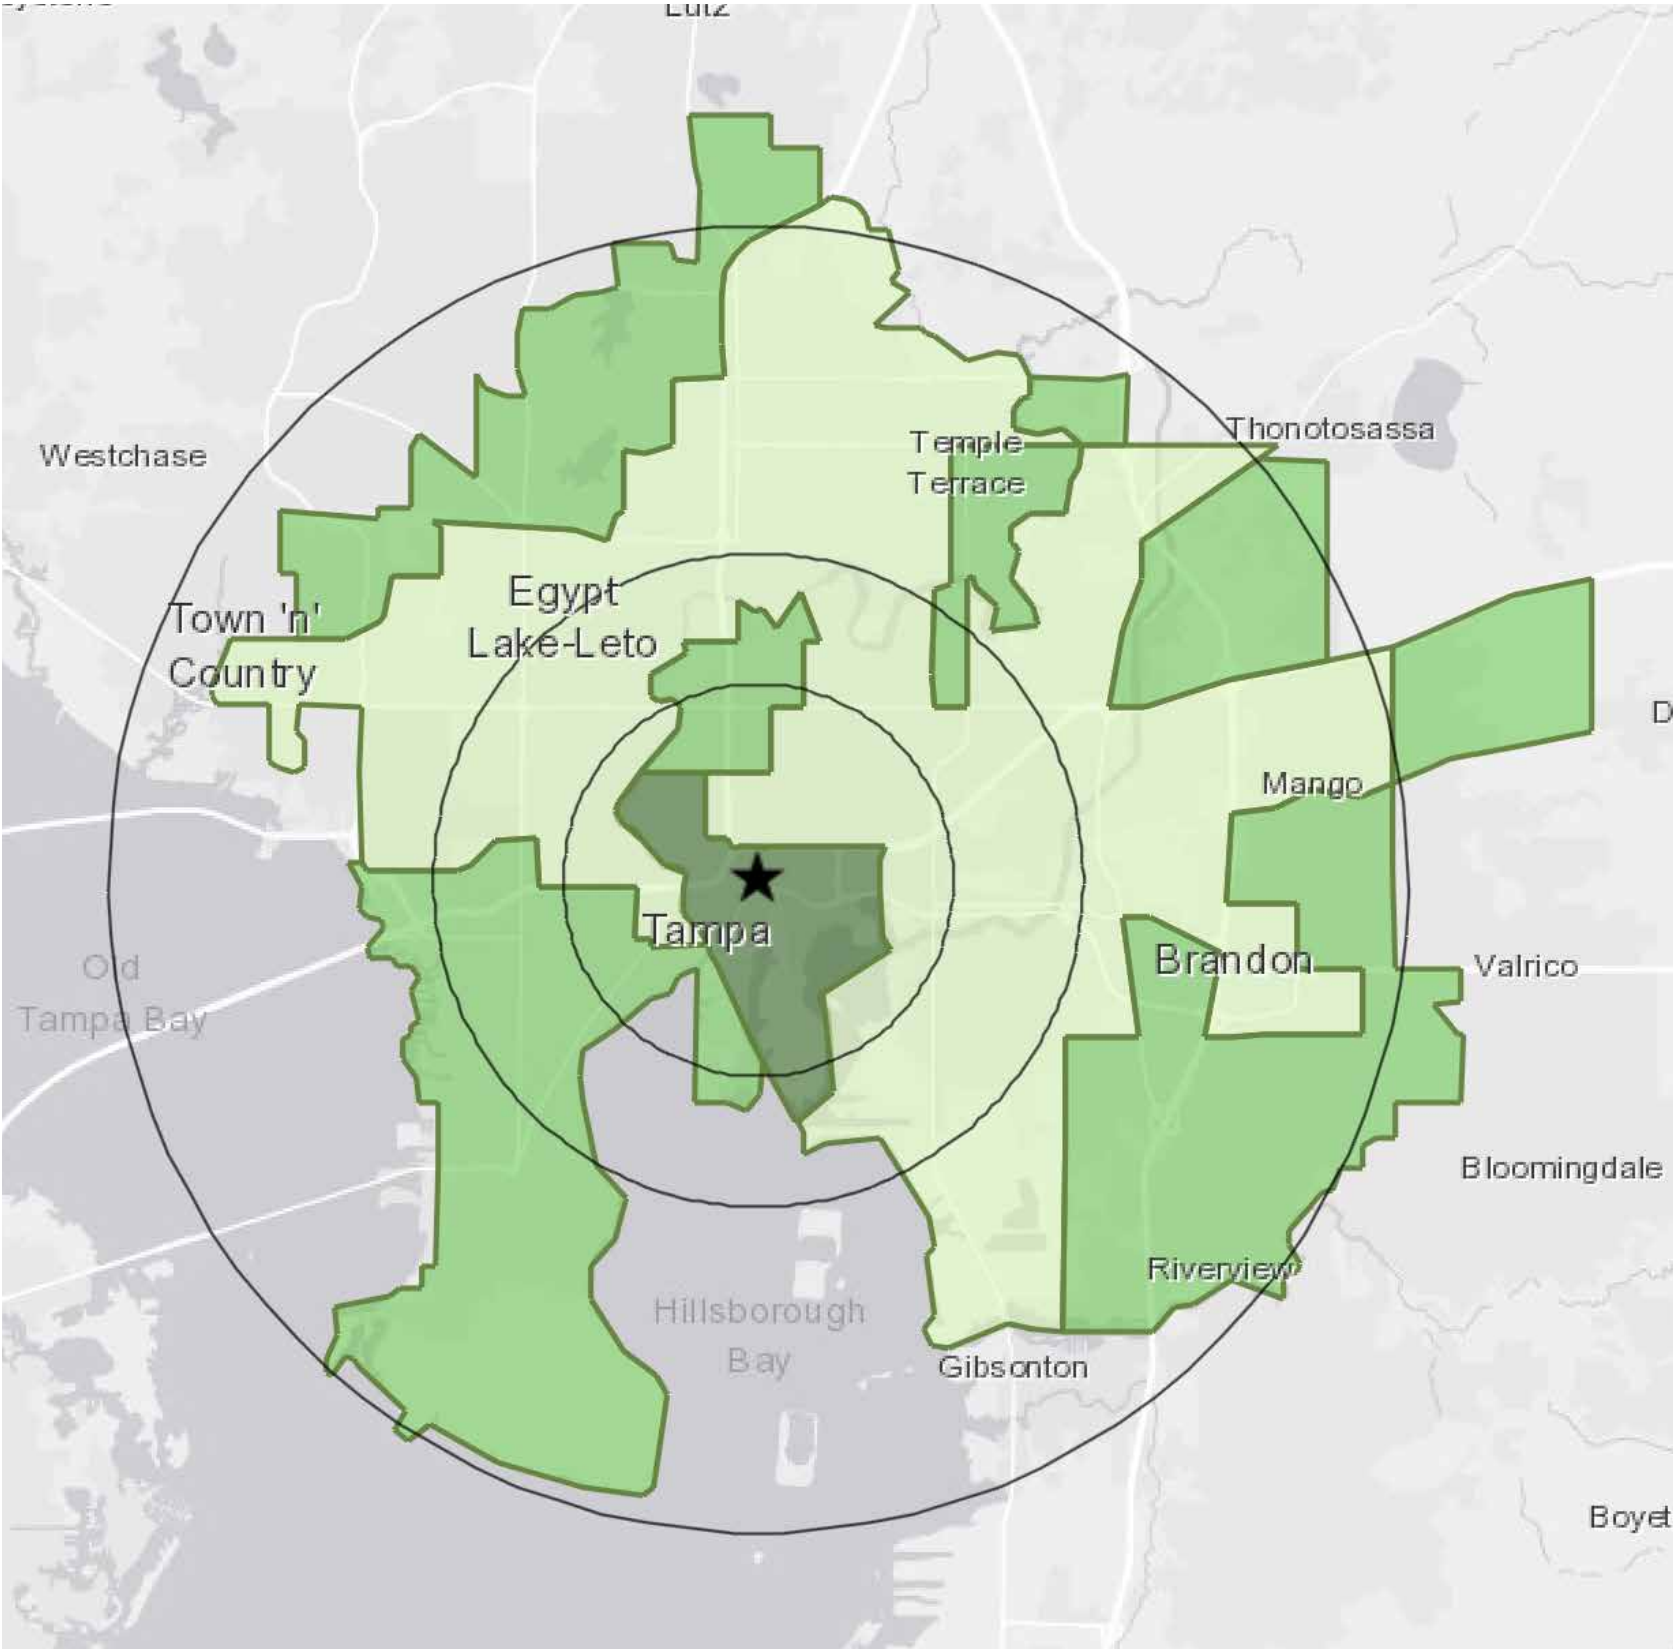 Lutz
Thonotosassa
Temple
Terrace
Westchase
Egypt
Lake-Leto
Town 'n'
Country
D
Mango
Tampa
Brandon
Valrico
Old
Tampa Bay
Bloomingdale
Riverview
Hillsborough
Bay
Gibsonton
Boyet